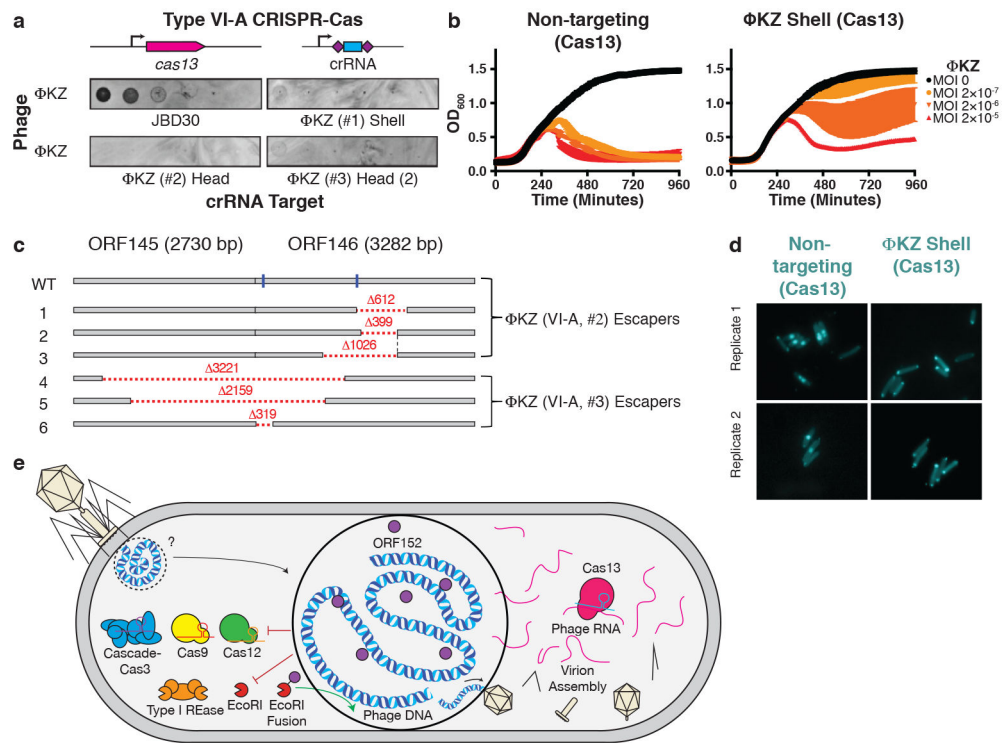 a
Type VI-A CRISPR-Cas
cas13
crRNA
Phage
ΦKZ
JBD30
ΦKZ (#1) Shell
ΦKZ
ΦKZ (#2) Head
ΦKZ (#3) Head (2)
crRNA Target
b
Non-targeting
(Cas13)
ΦKZ Shell
(Cas13)
OD600
1.5
1.0
0.5
0.0
0 240 480 720 960
Time (Minutes)
1.5
1.0
0.5
0.0
0 240 480 720 960
Time (Minutes)
ΦKZ
MOI 0
MOI 2×10-7
MOI 2×10-6
MOI 2×10-5
c
ORF145 (2730 bp)
ORF146 (3282 bp)
WT
1
Δ612
2
Δ399
3
Δ1026
ΦKZ (VI-A, #2) Escapers
4
Δ3221
5
Δ2159
6
Δ319
ΦKZ (VI-A, #3) Escapers
d
Non-
targeting
(Cas13)
ΦKZ Shell
(Cas13)
Replicate 1
Replicate 2
e
?
ORF152
Cas13
Phage RNA
Cascade-
Cas3
Cas9
Cas12
Type I REase
EcoRI
EcoRI
Fusion
Phage DNA
Virion
Assembly